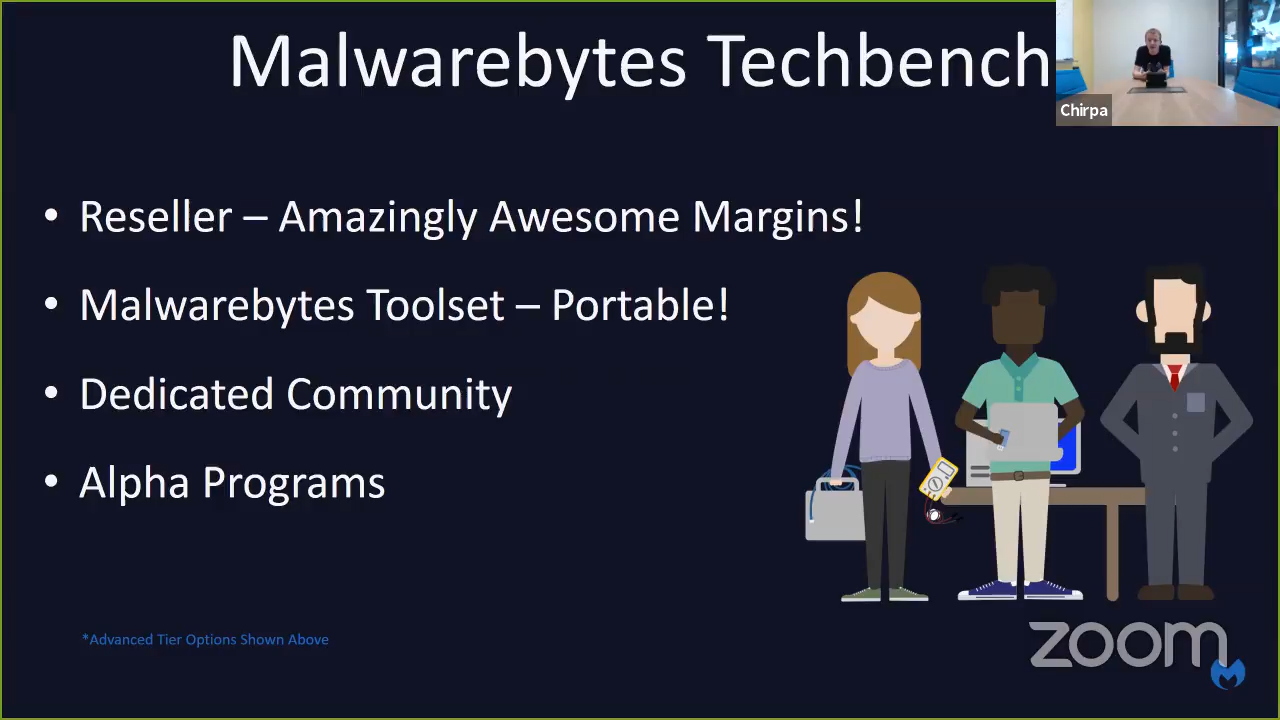 Malwarebytes Techbench
Chirpa
• Reseller – Amazingly Awesome Margins!
• Malwarebytes Toolset – Portable!
• Dedicated Community
• Alpha Programs
*Advanced Tier Options Shown Above
zoom